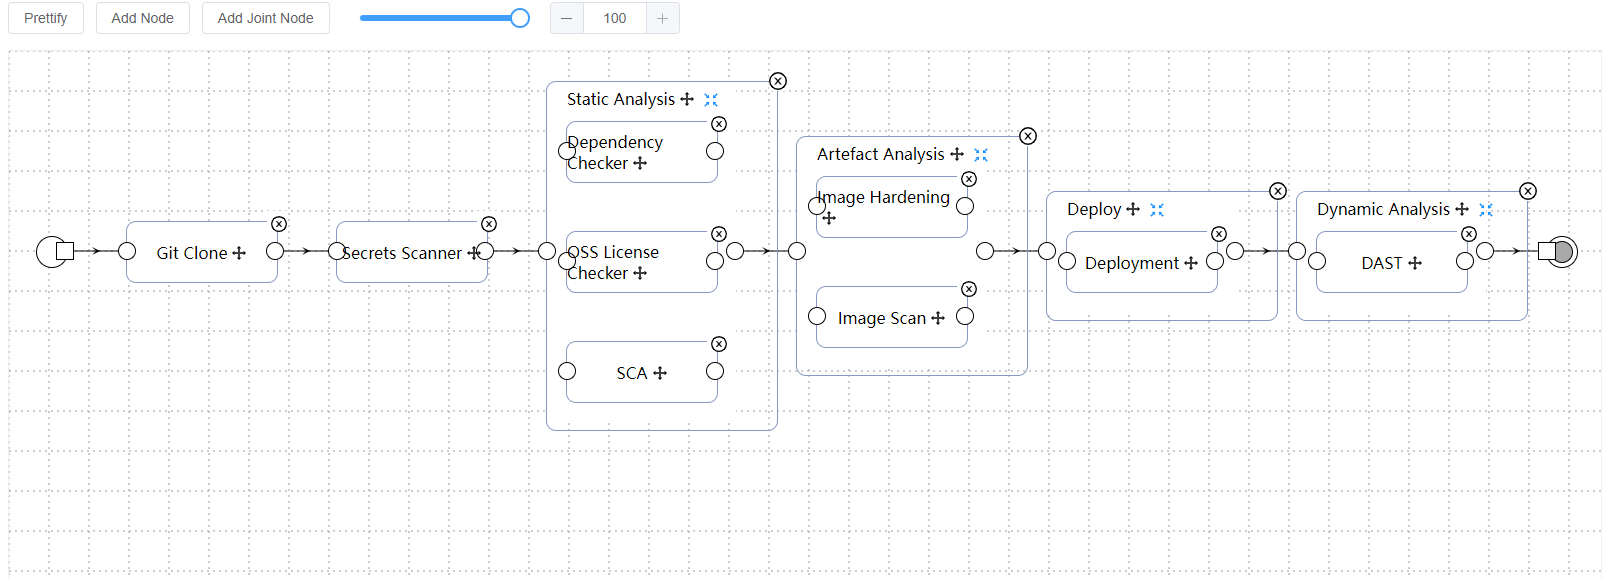 Prettify
Add Node
Add Joint Node
100
Static Analysis
Dependency
Checker
OSS License
Checker
SCA
Git Clone
Secrets Scanner
Artefact Analysis
Image Hardening
Image Scan
Deploy
Deployment
Dynamic Analysis
DAST